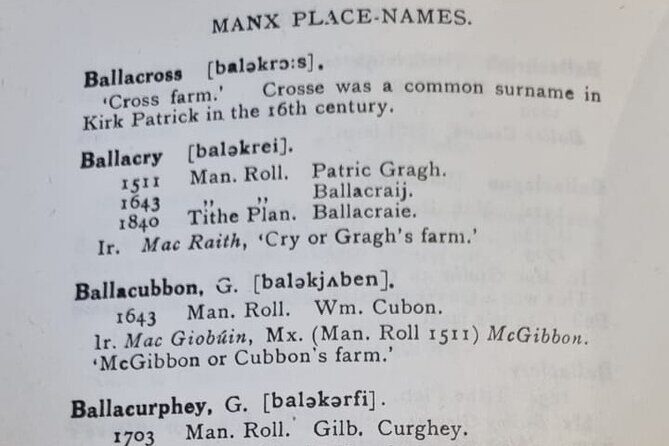 MANX PLACE-NAMES.
Ballacross [baləkrɔ:s].
‘Cross farm.’ Crosse was a common surname in
Kirk Patrick in the 16th century.
Ballacry [baləkrei].
1511 Man. Roll. Patric Gragh.
1643 ,, ,, Ballacraij.
1840 Tithe Plan. Ballacraie.
Ir. Mac Raith, ‘Cry or Gragh's farm.’
Ballacubbon, G. [baləkjʌben].
1643 Man. Roll. Wm. Cubon.
Ir. Mac Giobúin, Mx. (Man. Roll 1511) McGibbon.
‘McGibbon or Cubbon's farm.’
Ballacurphey, G. [baləkərfi].
1703 Man. Roll. Gilb. Curghey.